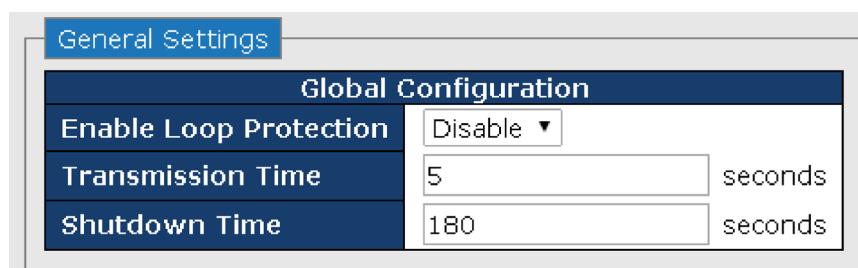 General Settings
Global Configuration
Enable Loop Protection Disable
Transmission Time 5 seconds
Shutdown Time 180 seconds